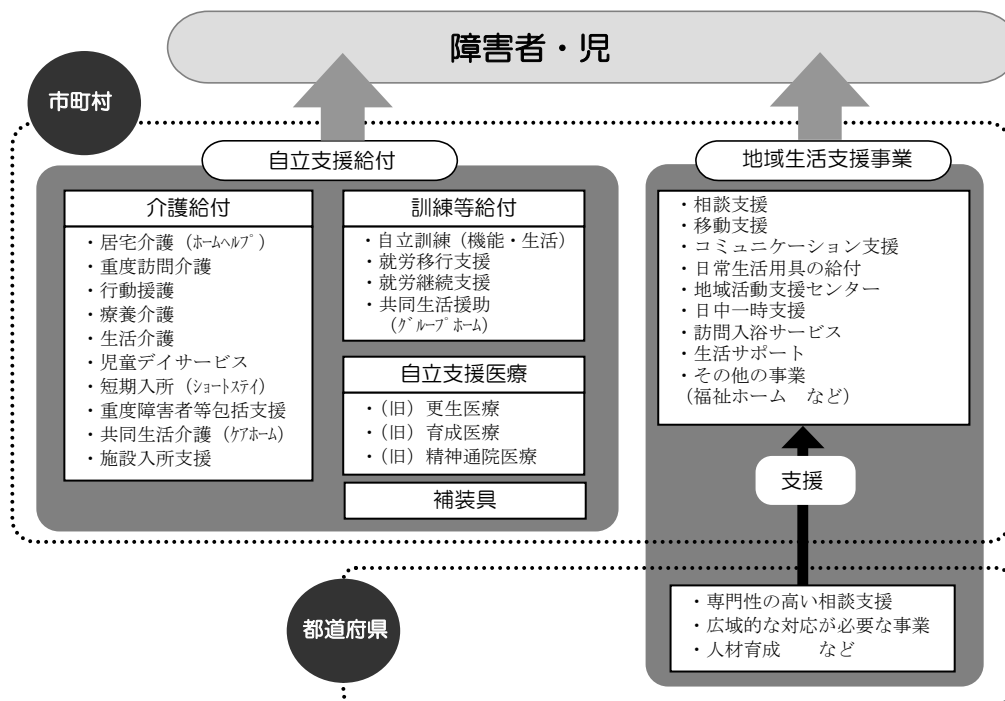 障害者・児
市町村
自立支援給付
介護給付
・居宅介護（ﾎｰﾑﾍﾙﾌﾟ）
・重度訪問介護
・行動援護
・療養介護
・生活介護
・児童デイサービス
・短期入所（ｼｮｰﾄｽﾃｲ）
・重度障害者等包括支援
・共同生活介護（ｹｱﾎｰﾑ）
・施設入所支援
訓練等給付
・自立訓練（機能・生活）
・就労移行支援
・就労継続支援
・共同生活援助
（ｸﾞﾙｰﾌﾟﾎｰﾑ）
自立支援医療
・（旧）更生医療
・（旧）育成医療
・（旧）精神通院医療
補装具
地域生活支援事業
・相談支援
・移動支援
・コミュニケーション支援
・日常生活用具の給付
・地域活動支援センター
・日中一時支援
・訪問入浴サービス
・生活サポート
・その他の事業
（福祉ホーム　など）
支援
都道府県
・専門性の高い相談支援
・広域的な対応が必要な事業
・人材育成　　など